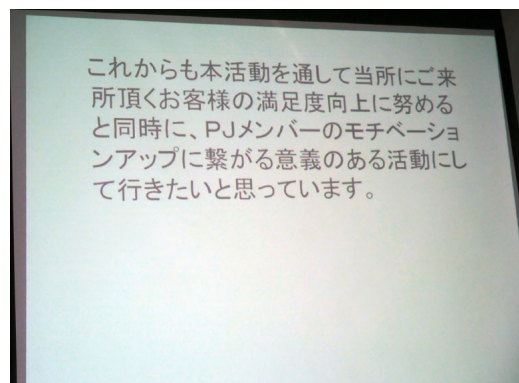 これからも本活動を通して当所にご来
所頂くお客様の満足度向上に努める
と同時に、PJメンバーのモチベーショ
ンアップに繋がる意義のある活動にし
て行きたいと思っています。